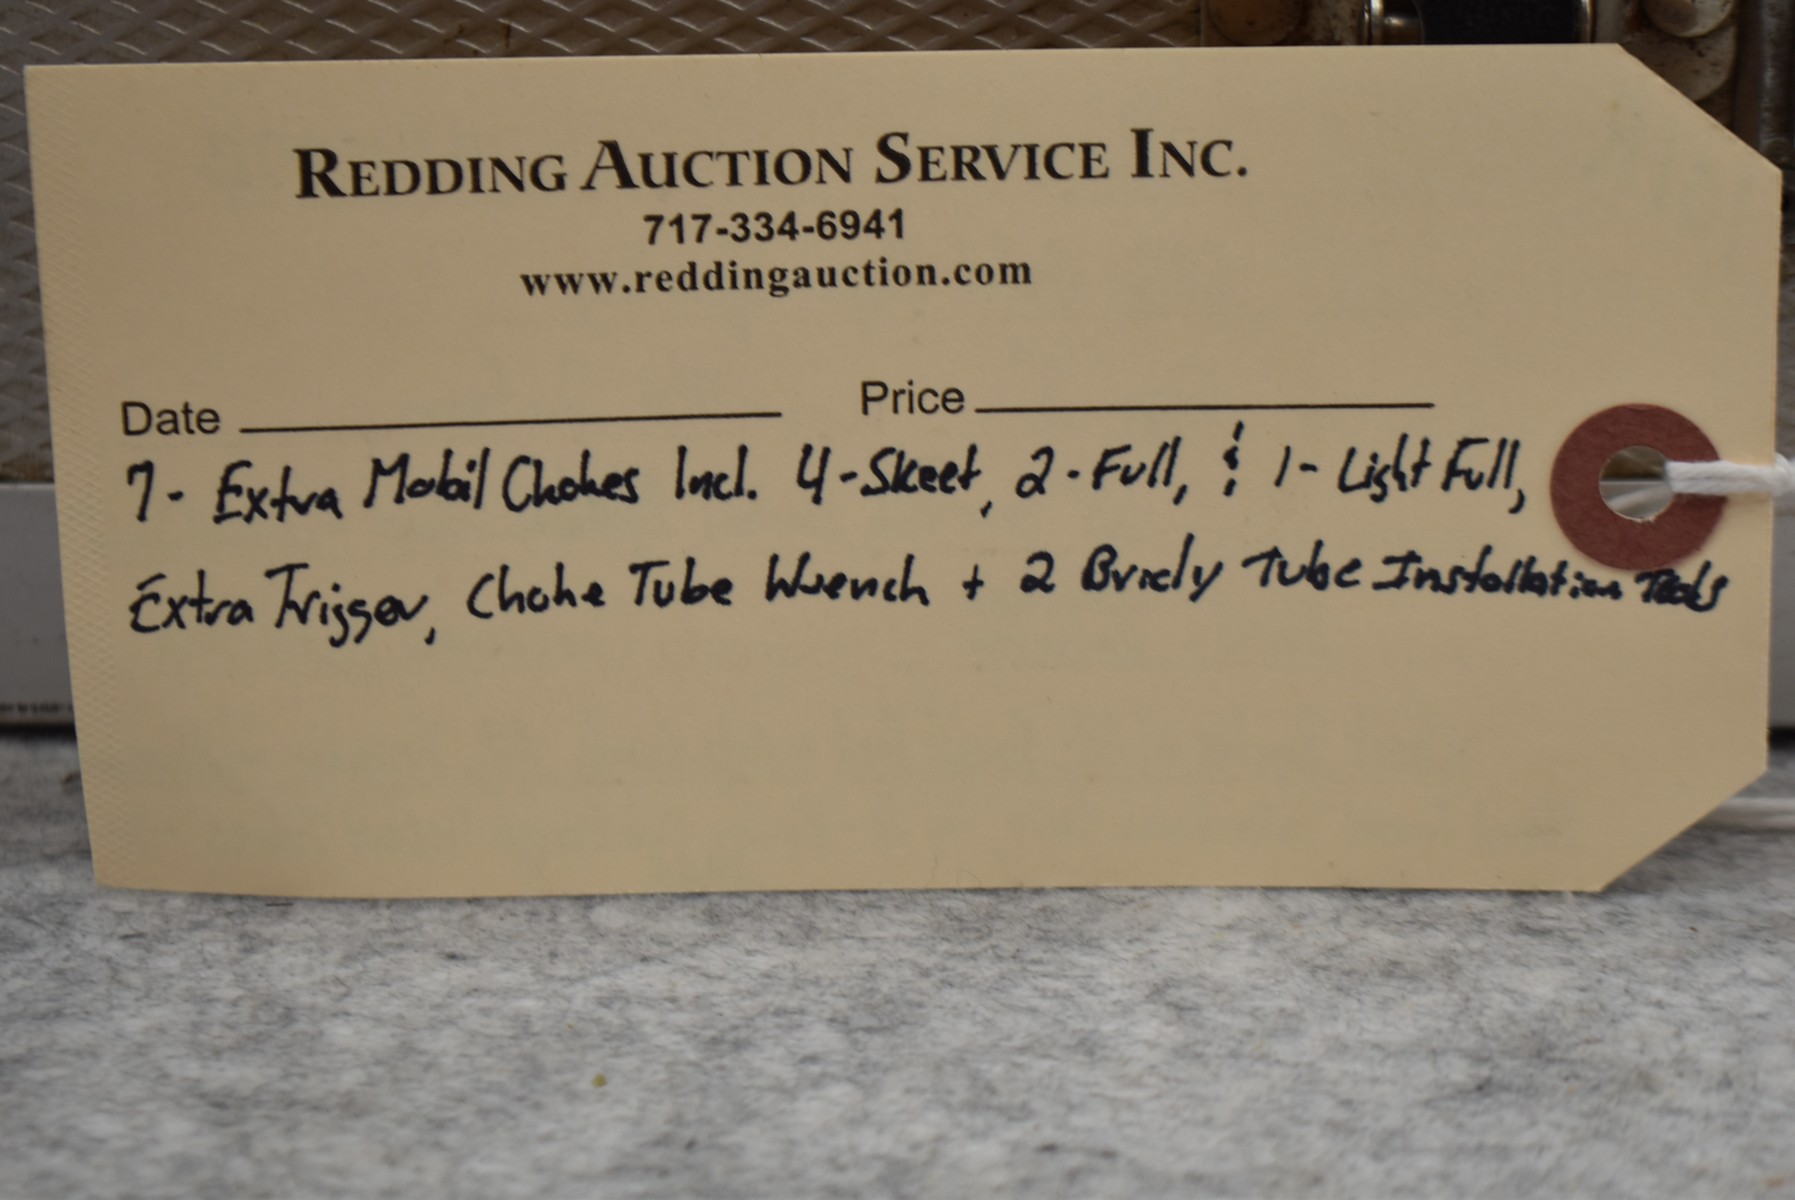 REDDING AUCTION SERVICE INC.
717-334-6941
www.reddingauction.com
Date Price
7- Extra Mobil Chokes Incl. 4-Skeet, 2-Full, & 1-Light Full,
Extra Trigger, Choke Tube Wrench + 2 Briely Tube Installation Tools